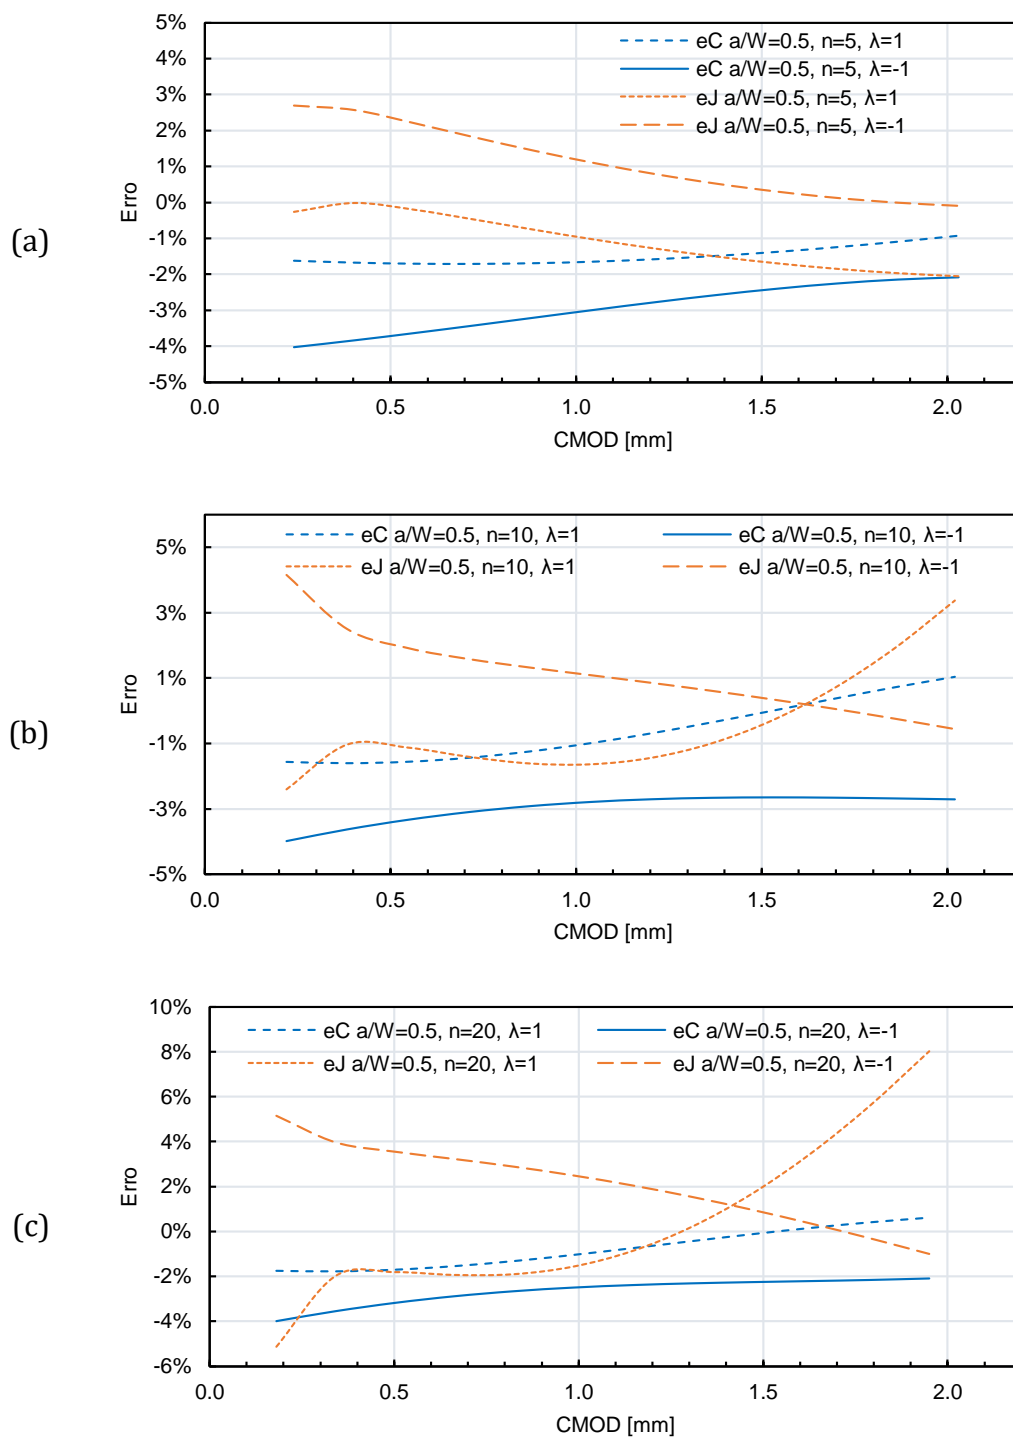 5%
4%
3%
2%
1%
0%
-1%
-2%
-3%
-4%
-5%
Erro
(a)
eC a/W=0.5, n=5, λ=1
eC a/W=0.5, n=5, λ=-1
eJ a/W=0.5, n=5, λ=1
eJ a/W=0.5, n=5, λ=-1
0.0 0.5 1.0 1.5 2.0
CMOD [mm]
eC a/W=0.5, n=10, λ=1 eC a/W=0.5, n=10, λ=-1
eJ a/W=0.5, n=10, λ=1 eJ a/W=0.5, n=10, λ=-1
5%
3%
1%
-1%
-3%
-5%
Erro
(b)
0.0 0.5 1.0 1.5 2.0
CMOD [mm]
10%
8%
6%
4%
2%
0%
-2%
-4%
-6%
Erro
(c)
eC a/W=0.5, n=20, λ=1 eC a/W=0.5, n=20, λ=-1
eJ a/W=0.5, n=20, λ=1 eJ a/W=0.5, n=20, λ=-1
0.0 0.5 1.0 1.5 2.0
CMOD [mm]